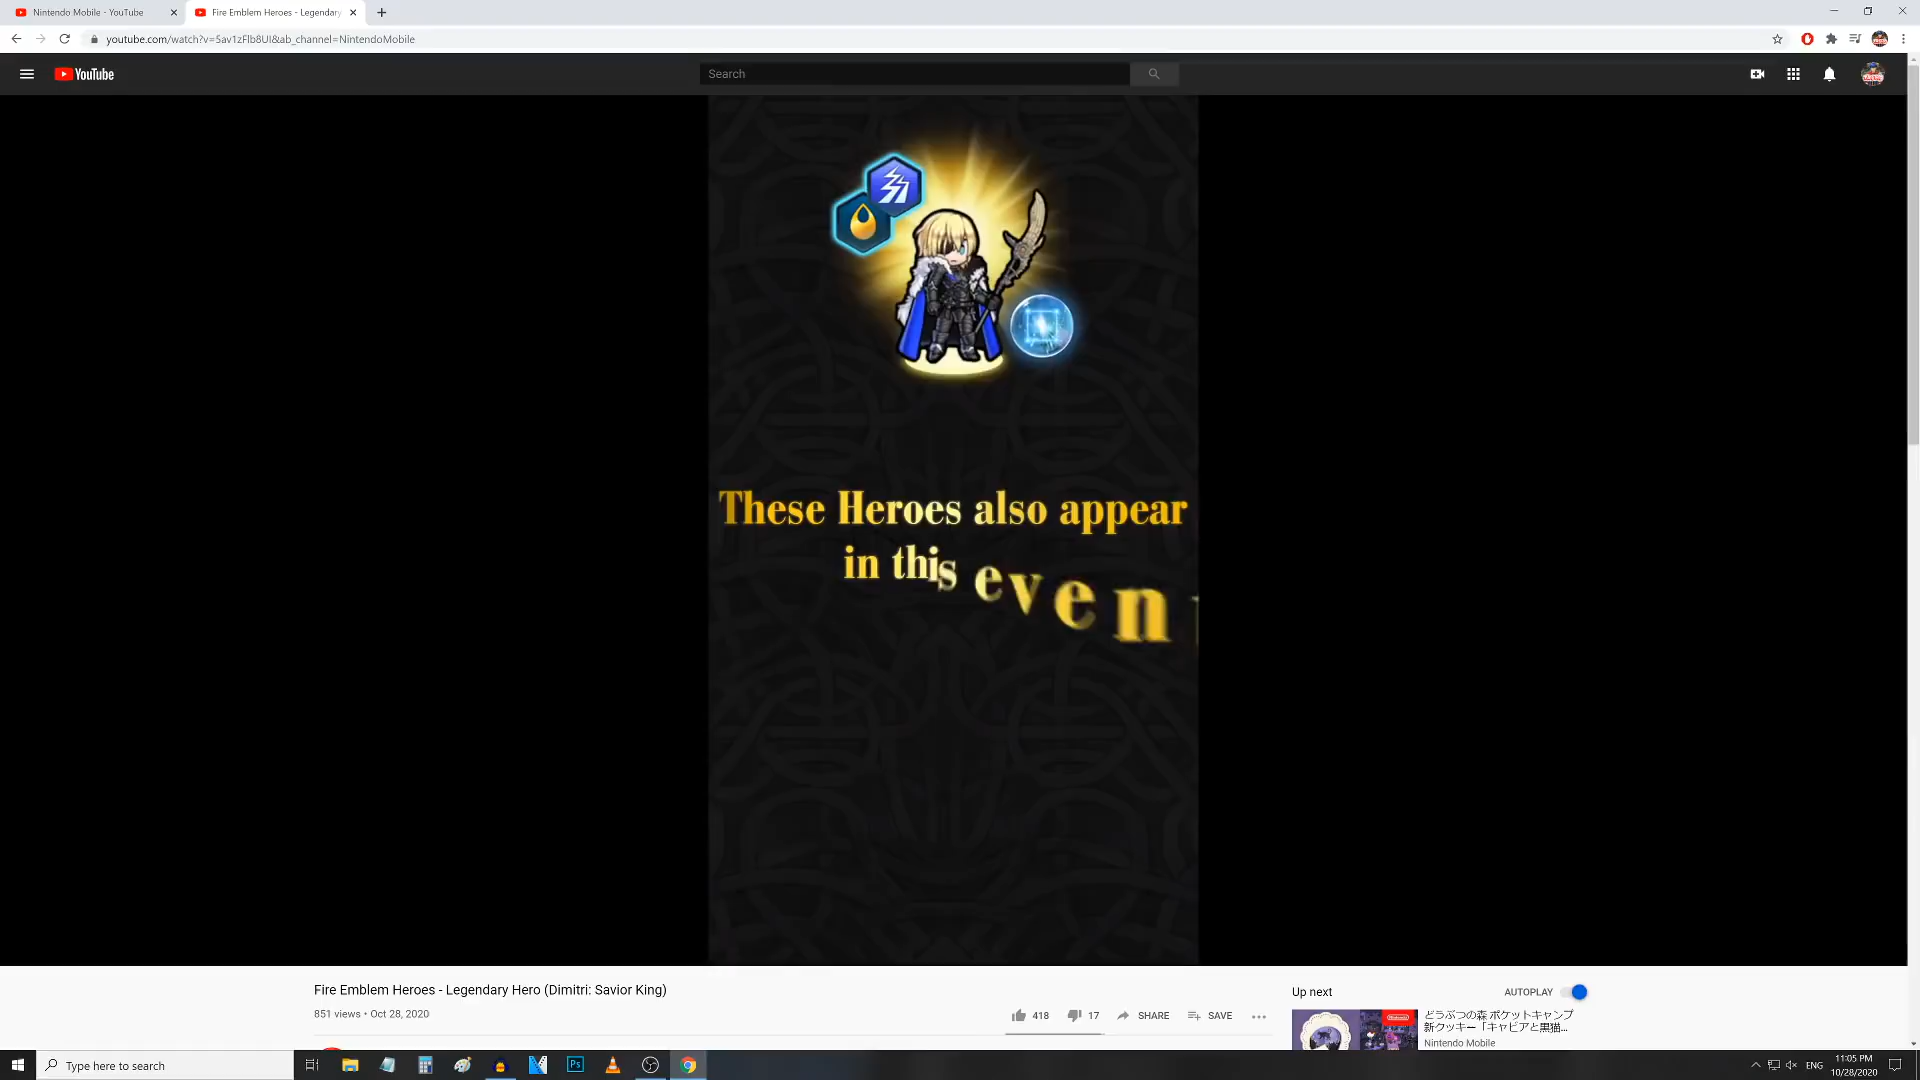 Nintendo Mobile - YouTube
Fire Emblem Heroes - Legendary
youtube.com/watch?v=5av1zFlb8UI&ab_channel=NintendoMobile
YouTube
Search
These Heroes also appear
in this even
Fire Emblem Heroes - Legendary Hero (Dimitri: Savior King)
851 views • Oct 28, 2020
418
17
SHARE
SAVE
Up next
AUTOPLAY
どうぶつの森 ポケットキャンプ
新クッキー「キャビアと黒猫...
Nintendo Mobile
Type here to search
Ps
ENG
11:05 PM
10/28/2020